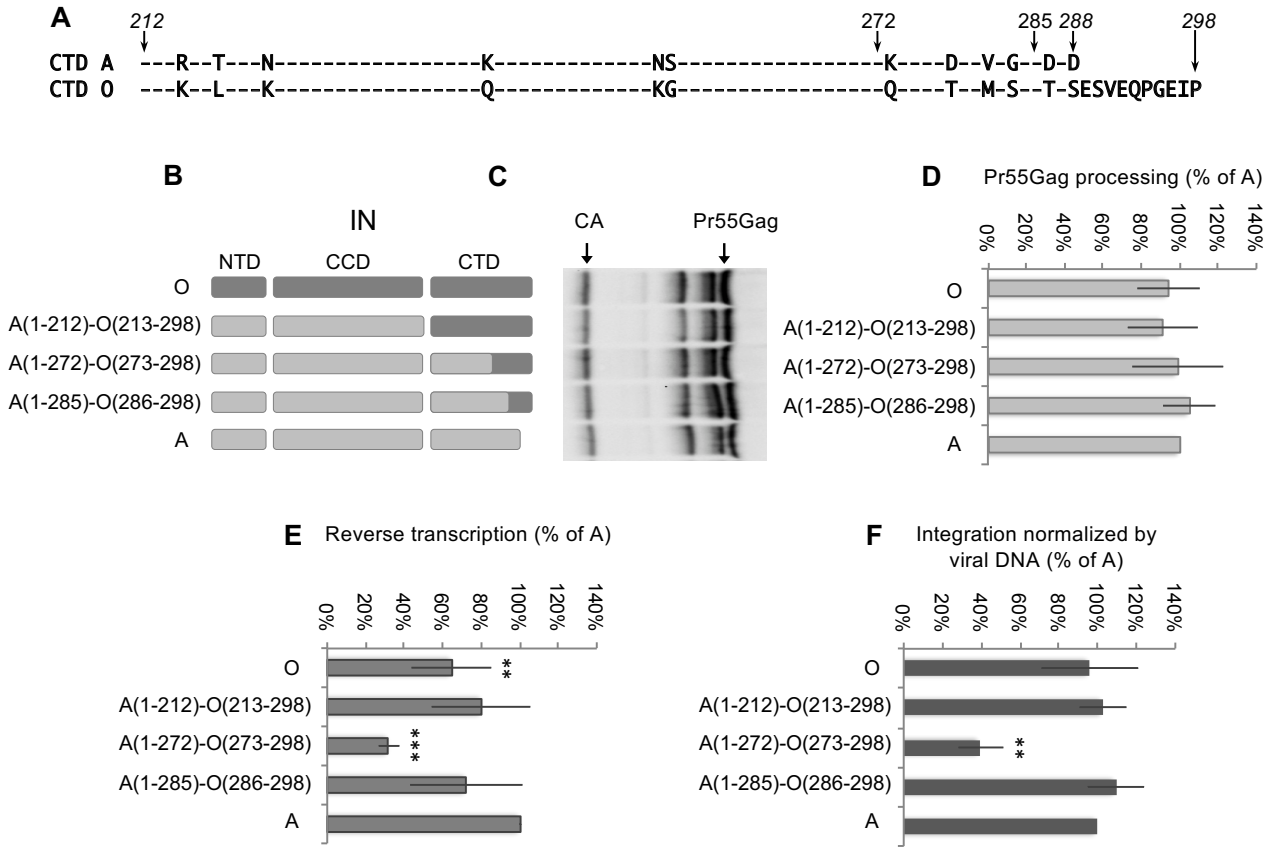 A
212 272 285 288 298
CTD A ---R--T---N-----------------K-------------NS-----------------K----D--V-G--D-D
CTD O ---K--L---K-----------------Q-------------KG-----------------Q----T--M-S--T-SESVEQPGEIP
B
IN
NTD CCD CTD
O
A(1-212)-O(213-298)
A(1-272)-O(273-298)
A(1-285)-O(286-298)
A
C
CA Pr55Gag
D Pr55Gag processing (% of A)
0% 20% 40% 60% 80% 100% 120% 140%
O
A(1-212)-O(213-298)
A(1-272)-O(273-298)
A(1-285)-O(286-298)
A
E Reverse transcription (% of A)
0% 20% 40% 60% 80% 100% 120% 140%
O **
A(1-212)-O(213-298)
A(1-272)-O(273-298) ***
A(1-285)-O(286-298)
A
F Integration normalized by
viral DNA (% of A)
0% 20% 40% 60% 80% 100% 120% 140%
O
A(1-212)-O(213-298)
A(1-272)-O(273-298) **
A(1-285)-O(286-298)
A